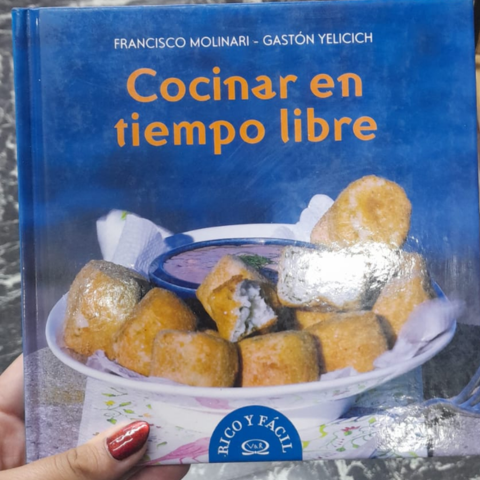 FRANCISCO MOLINARI - GASTÓN YELICICH
Cocinar en
tiempo libre
RICO Y FÁCIL
V&R